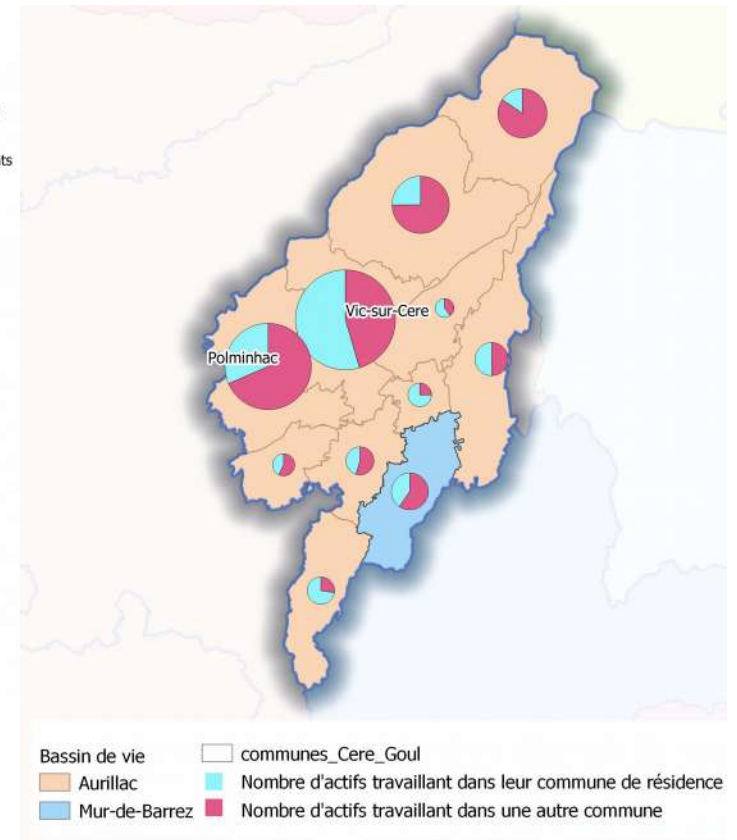 ts
Vic-sur-Cere
Polminhac
Bassin de vie
communes_Cere_Goul
Aurillac
Nombre d'actifs travaillant dans leur commune de résidence
Mur-de-Barrez
Nombre d'actifs travaillant dans une autre commune